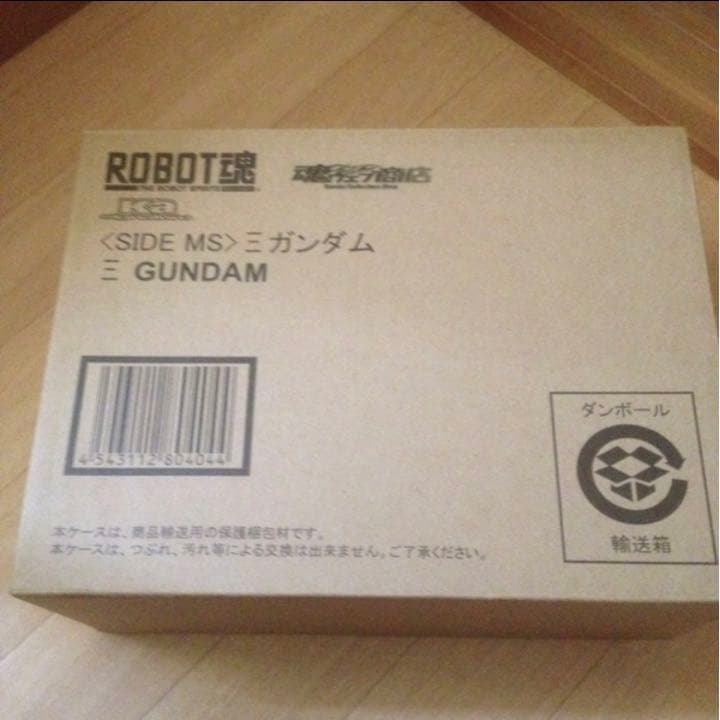 ROBOT魂
THE ROBOT SPIRITS
魂ウェブ商店
Ka
〈SIDE MS〉Ξガンダム
Ξ GUNDAM
4 543112 804044
ダンボール
輸送箱
本ケースは、商品輸送用の保護梱包材です。
本ケースは、つぶれ、汚れ等による交換は出来ません。ご了承ください。